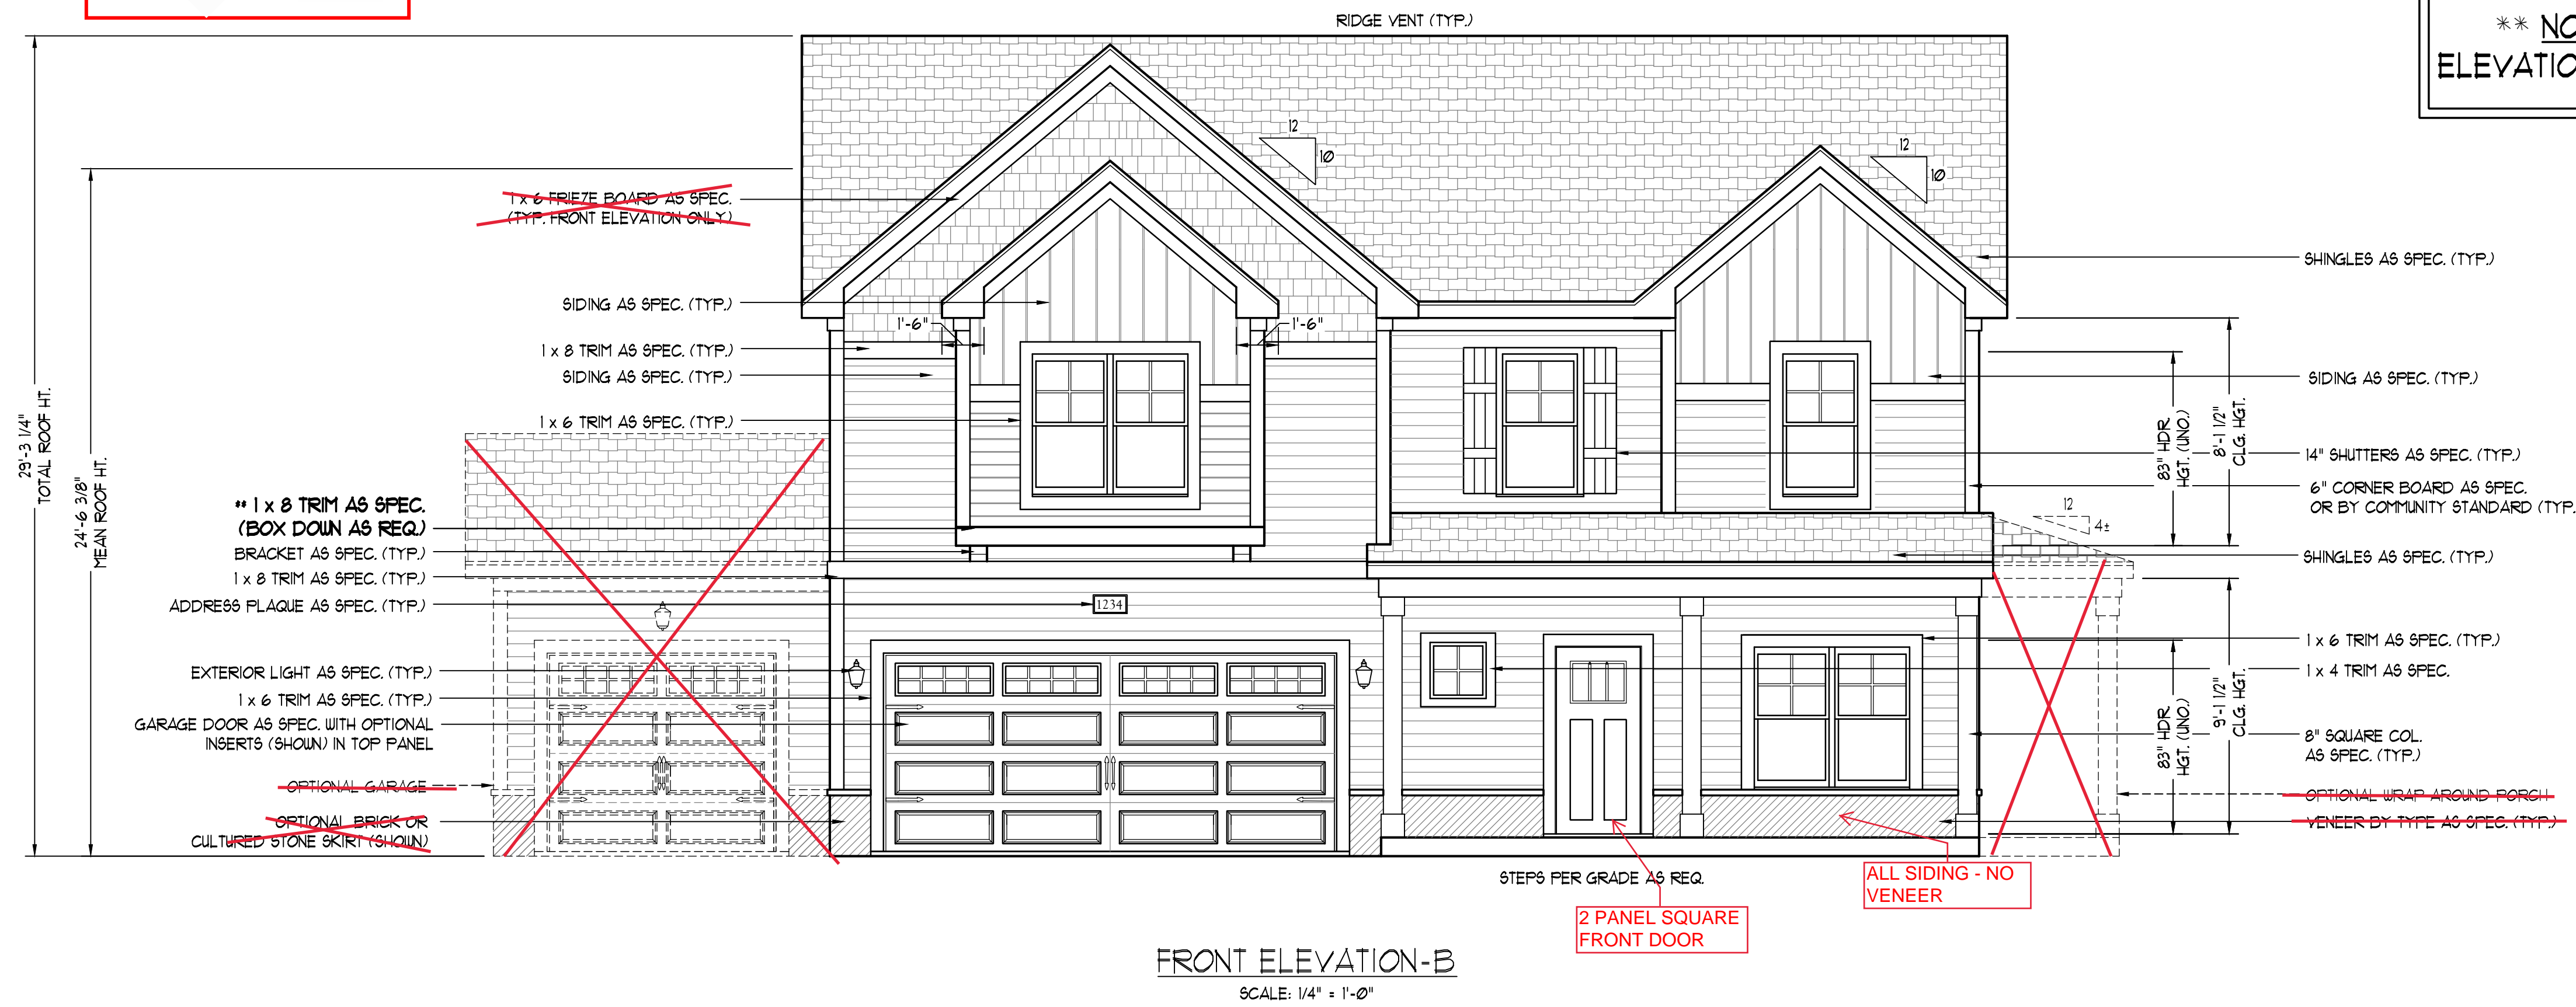 RIDGE VENT (TYP.)
** NO
ELEVATIO
29'-3 1/4"
TOTAL ROOF HT.
24'-6 3/8"
MEAN ROOF HT.
1 x 6 FRIEZE BOARD AS SPEC.
(TYP. FRONT ELEVATION ONLY)
SIDING AS SPEC. (TYP.)
1 x 8 TRIM AS SPEC. (TYP.)
SIDING AS SPEC. (TYP.)
1 x 6 TRIM AS SPEC. (TYP.)
** 1 x 8 TRIM AS SPEC.
(BOX DOWN AS REQ.)
BRACKET AS SPEC. (TYP.)
1 x 8 TRIM AS SPEC. (TYP.)
ADDRESS PLAQUE AS SPEC. (TYP.)
EXTERIOR LIGHT AS SPEC. (TYP.)
1 x 6 TRIM AS SPEC. (TYP.)
GARAGE DOOR AS SPEC. WITH OPTIONAL
INSERTS (SHOWN) IN TOP PANEL
OPTIONAL GARAGE
OPTIONAL BRICK OR
CULTURED STONE SKIRT (SHOWN)
12
10
12
10
1'-6"
1'-6"
1234
SHINGLES AS SPEC. (TYP.)
SIDING AS SPEC. (TYP.)
83" HDR.
HGT. (UNO.)
8'-1 1/2"
CLG. HGT.
14" SHUTTERS AS SPEC. (TYP.)
6" CORNER BOARD AS SPEC.
OR BY COMMUNITY STANDARD (TYP.
12
4±
SHINGLES AS SPEC. (TYP.)
1 x 6 TRIM AS SPEC. (TYP.)
1 x 4 TRIM AS SPEC.
83" HDR.
HGT. (UNO.)
9'-1 1/2"
CLG. HGT.
8" SQUARE COL.
AS SPEC. (TYP.)
OPTIONAL WRAP AROUND PORCH
VENEER BY TYPE AS SPEC. (TYP.)
STEPS PER GRADE AS REQ.
ALL SIDING - NO
VENEER
2 PANEL SQUARE
FRONT DOOR
FRONT ELEVATION-B
SCALE: 1/4" = 1'-0"